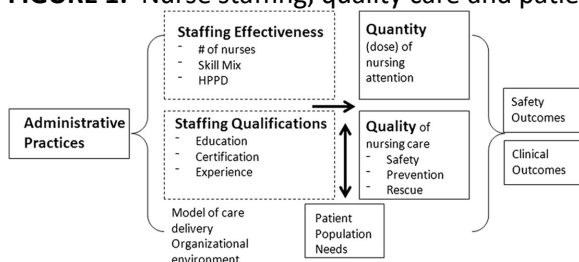 FIGURE 1: Nurse staffing, quality care and patie
Staffing Effectiveness
- # of nurses
- Skill Mix
- HPPD
Quantity
(dose) of
nursing
attention
Administrative
Practices
Staffing Qualifications
- Education
- Certification
- Experience
Quality of
nursing care
- Safety
- Prevention
- Rescue
Safety
Outcomes
Clinical
Outcomes
Model of care
delivery
Organizational
environment
Patient
Population
Needs